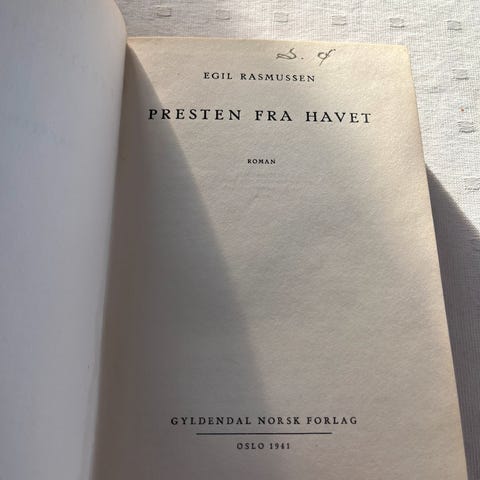 EGIL RASMUSSEN
PRESTEN FRA HAVET
ROMAN
GYLDENDAL NORSK FORLAG
OSLO 1941